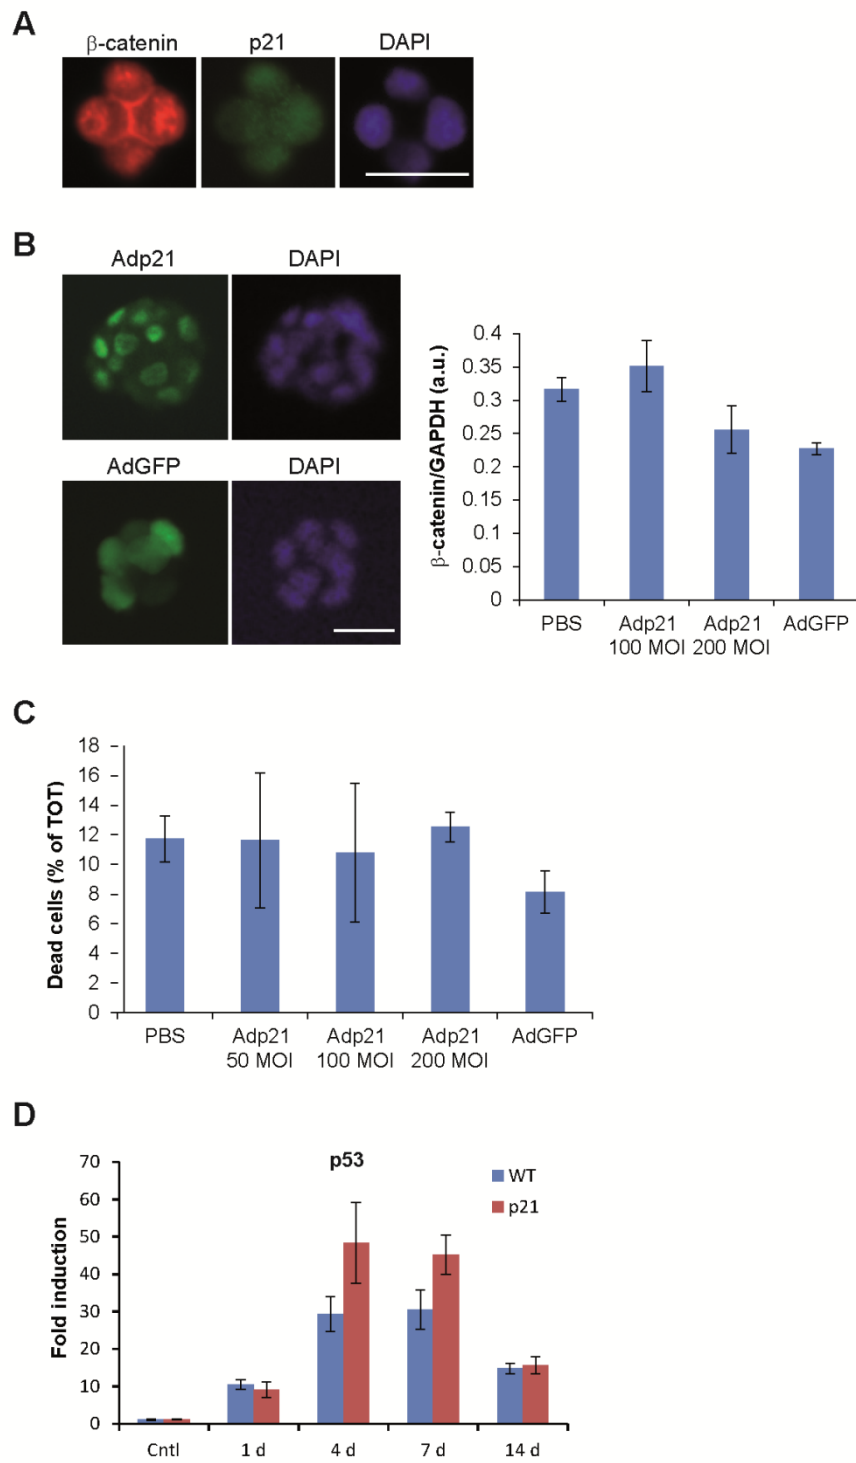 A
β-catenin p21 DAPI
B
Adp21 DAPI
AdGFP DAPI
β-catenin/GAPDH (a.u.)
0.4
0.35
0.3
0.25
0.2
0.15
0.1
0.05
0
PBS Adp21 Adp21 AdGFP
100 MOI 200 MOI
C
Dead cells (% of TOT)
18
16
14
12
10
8
6
4
2
0
PBS Adp21 Adp21 Adp21 AdGFP
50 MOI 100 MOI 200 MOI
D
p53
Fold induction
70
60
50
40
30
20
10
0
WT
p21
Cntl 1 d 4 d 7 d 14 d